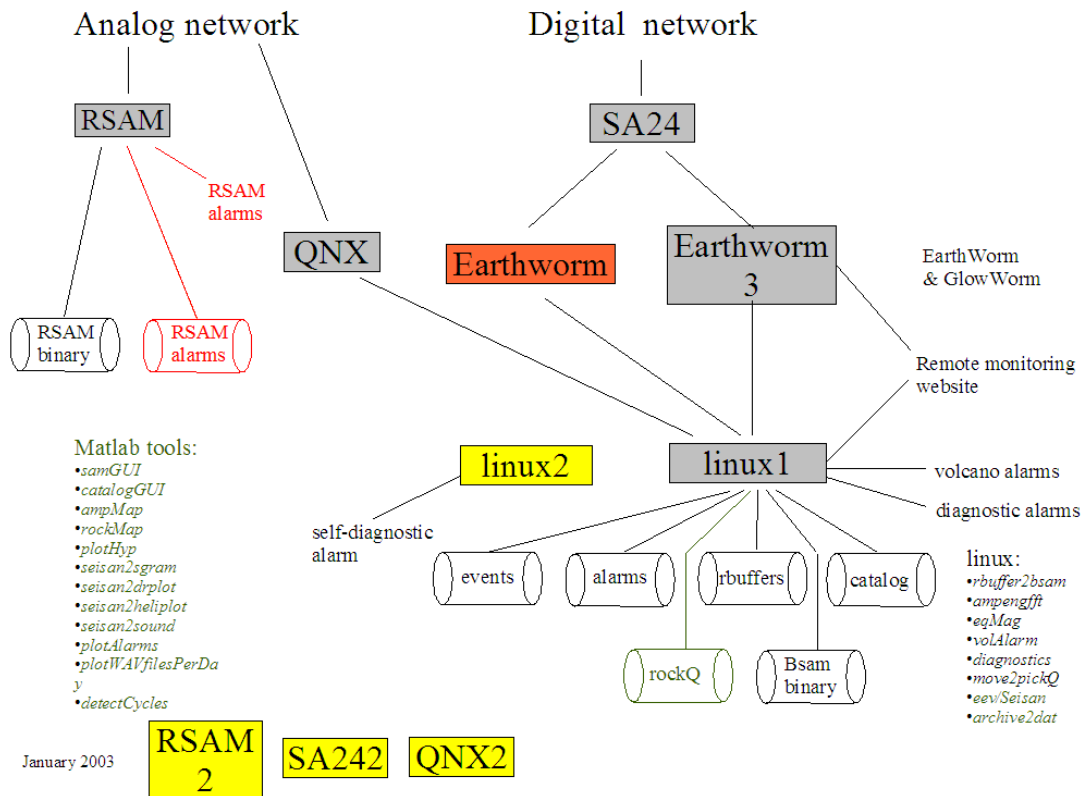 Analog network
Digital network
RSAM
SA24
RSAM
alarms
QNX
Earthworm
Earthworm
3
EarthWorm
& GlowWorm
RSAM
binary
RSAM
alarms
Remote monitoring
website
Matlab tools:
•samGUI
•catalogGUI
•ampMap
•rockMap
•plotHyp
•seisan2sgram
•seisan2drplot
•seisan2heliplot
•seisan2sound
•plotAlarms
•plotWAVfilesPerDa
y
•detectCycles
linux2
linux1
volcano alarms
self-diagnostic
alarm
diagnostic alarms
events
alarms
rbuffers
catalog
rockQ
Bsam
binary
linux:
•rbuffer2bsam
•ampengfft
•eqMag
•volAlarm
•diagnostics
•move2pickQ
•eev/Seisan
•archive2dat
January 2003
RSAM
2
SA242
QNX2